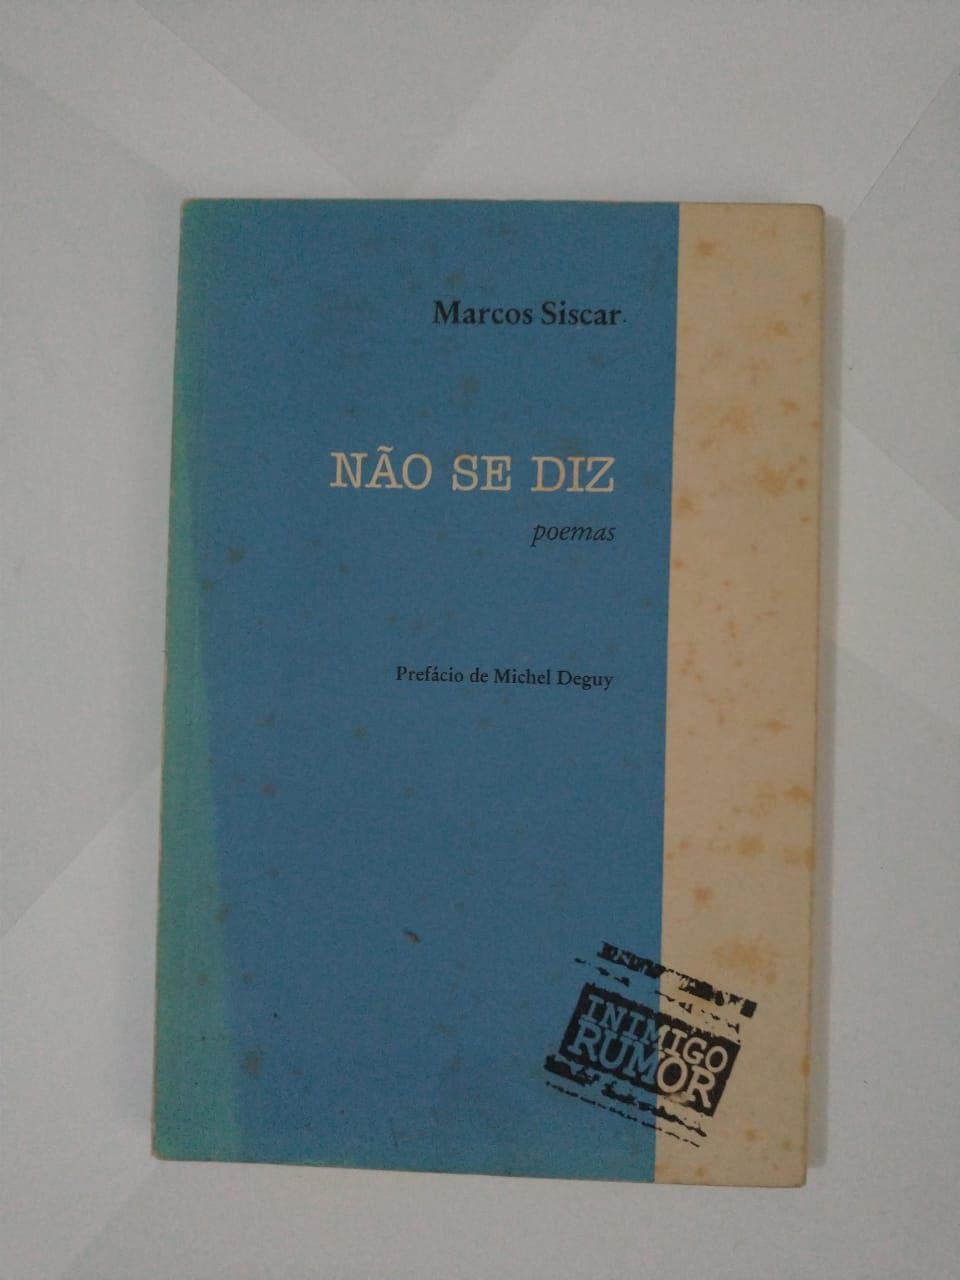 Marcos Siscar
NÃO SE DIZ
poemas
Prefácio de Michel Deguy
INIMIGO
RUMOR